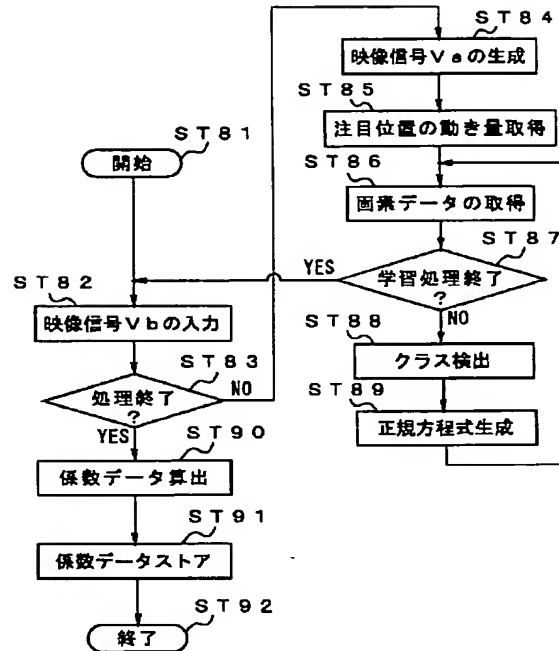 ST81
開始
ST82
映像信号Vbの入力
ST83
処理終了
?
NO
YES
ST84
映像信号Vaの生成
ST85
注目位置の動き量取得
ST86
画素データの取得
ST87
学習処理終了
?
YES
NO
ST88
クラス検出
ST89
正規方程式生成
ST90
係数データ算出
ST91
係数データストア
ST92
終了